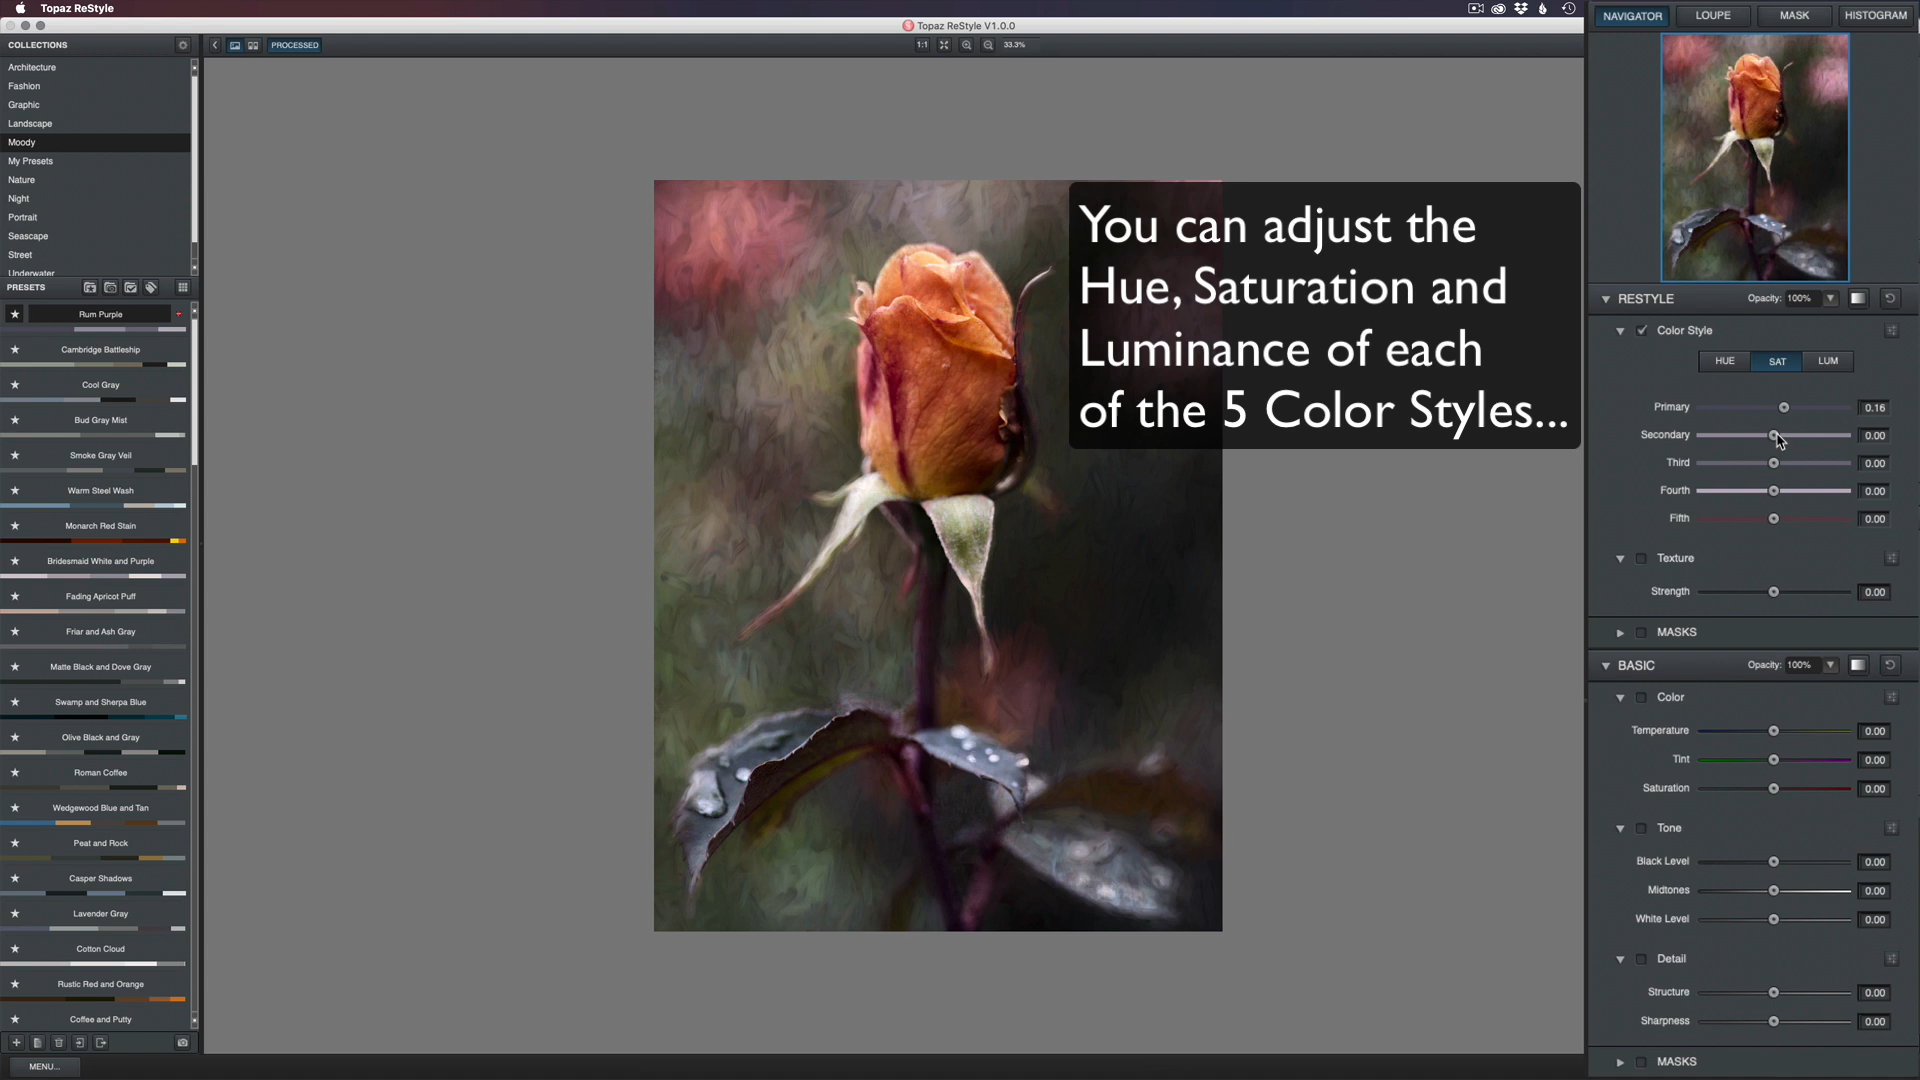 Topaz ReStyle
Topaz ReStyle V1.0.0
COLLECTIONS
PROCESSED
1:1
33.3%
NAVIGATOR
LOUPE
MASK
HISTOGRAM
Architecture
Fashion
Graphic
Landscape
Moody
My Presets
Nature
Night
Portrait
Seascape
Street
Underwater
PRESETS
Rum Purple
Cambridge Battleship
Cool Gray
Bud Gray Mist
Smoke Gray Veil
Warm Steel Wash
Monarch Red Stain
Bridesmaid White and Purple
Fading Apricot Puff
Friar and Ash Gray
Matte Black and Dove Gray
Swamp and Sherpa Blue
Olive Black and Gray
Roman Coffee
Wedgewood Blue and Tan
Peat and Rock
Casper Shadows
Lavender Gray
Cotton Cloud
Rustic Red and Orange
Coffee and Putty
MENU...
You can adjust the
Hue, Saturation and
Luminance of each
of the 5 Color Styles...
RESTYLE Opacity: 100%
Color Style
HUE SAT LUM
Primary 0.16
Secondary 0.00
Third 0.00
Fourth 0.00
Fifth 0.00
Texture
Strength 0.00
MASKS
BASIC Opacity: 100%
Color
Temperature 0.00
Tint 0.00
Saturation 0.00
Tone
Black Level 0.00
Midtones 0.00
White Level 0.00
Detail
Structure 0.00
Sharpness 0.00
MASKS